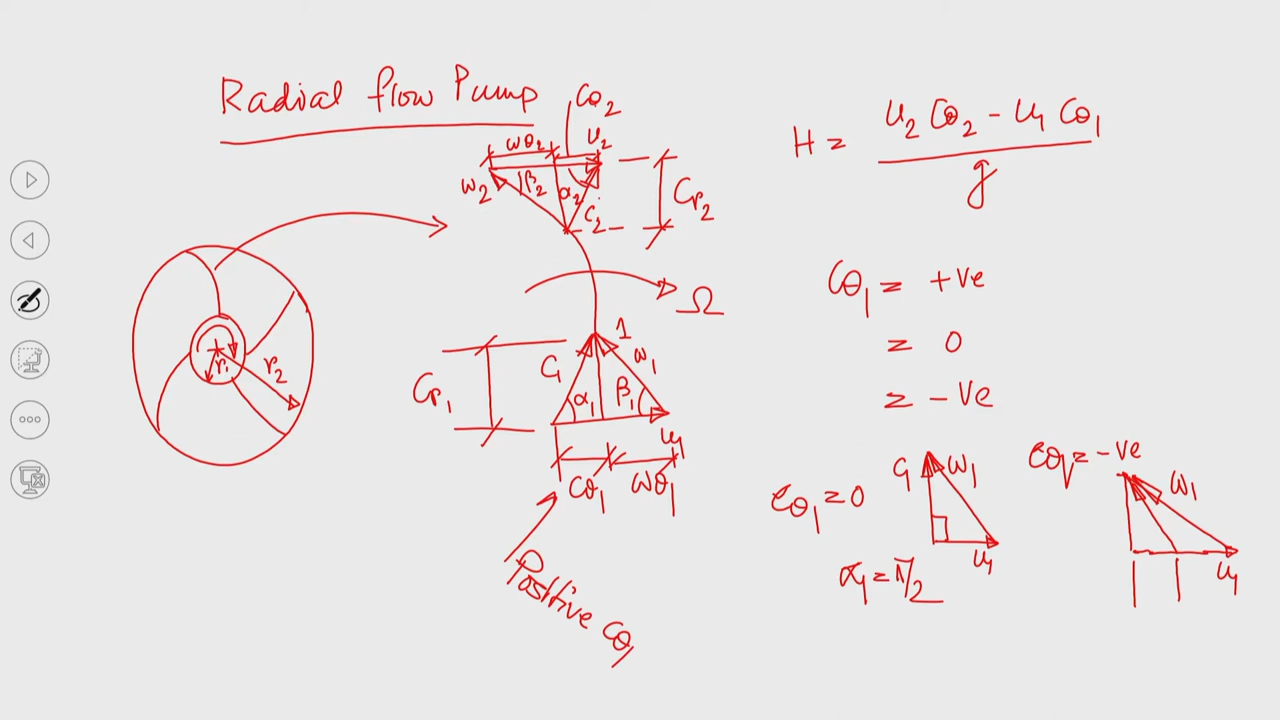 Radial flow Pump
Cθ2
Wθ2
U2
W2
β2
α2
C2
Cr2
Ω
r1
r2
1
C1
W1
Cr1
α1
β1
U1
Cθ1
Wθ1
Positive Cθ1
H = U2 Cθ2 - U1 Cθ1 / g
Cθ1 = +ve
= 0
= -ve
Cθ1 = 0
C1
W1
U1
α1 = π/2
Cθ1 = -ve
W1
U1